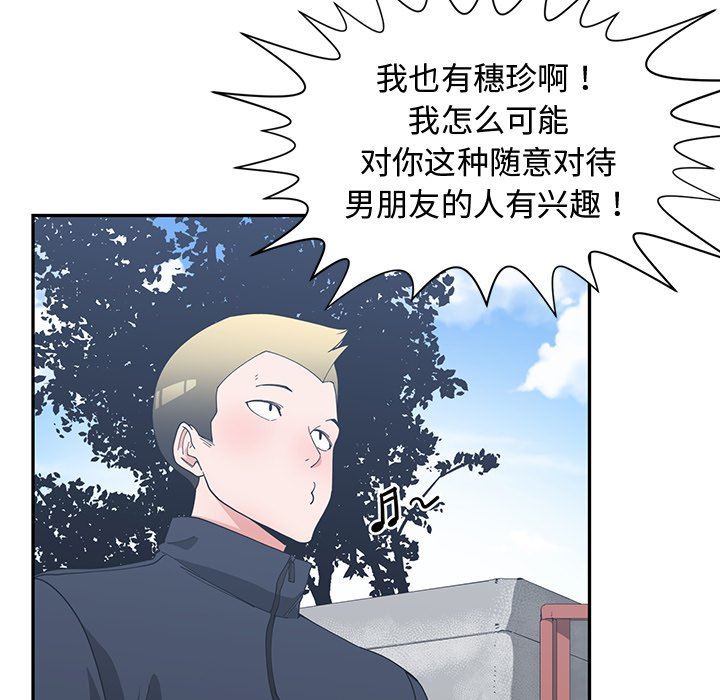 我也有穗珍啊！
我怎么可能
对你这种随意对待
男朋友的人有兴趣！